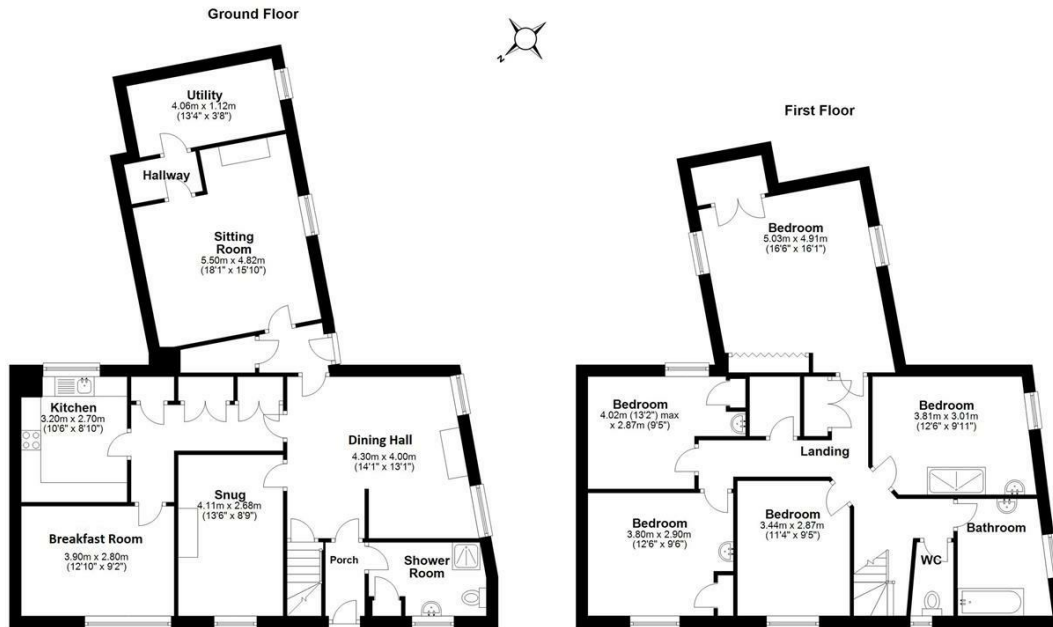 Ground Floor
N
Utility
4.06m x 1.12m
(13'4" x 3'8")
Hallway
Sitting
Room
5.50m x 4.82m
(18'1" x 15'10")
Kitchen
3.20m x 2.70m
(10'6" x 8'10")
Dining Hall
4.30m x 4.00m
(14'1" x 13'1")
Snug
4.11m x 2.68m
(13'6" x 8'9")
Breakfast Room
3.90m x 2.80m
(12'10" x 9'2")
Porch
Shower
Room
First Floor
Bedroom
5.03m x 4.91m
(16'6" x 16'1")
Bedroom
4.02m (13'2") max
x 2.87m (9'5")
Bedroom
3.81m x 3.01m
(12'6" x 9'11")
Landing
Bedroom
3.80m x 2.90m
(12'6" x 9'6")
Bedroom
3.44m x 2.87m
(11'4" x 9'5")
Bathroom
WC